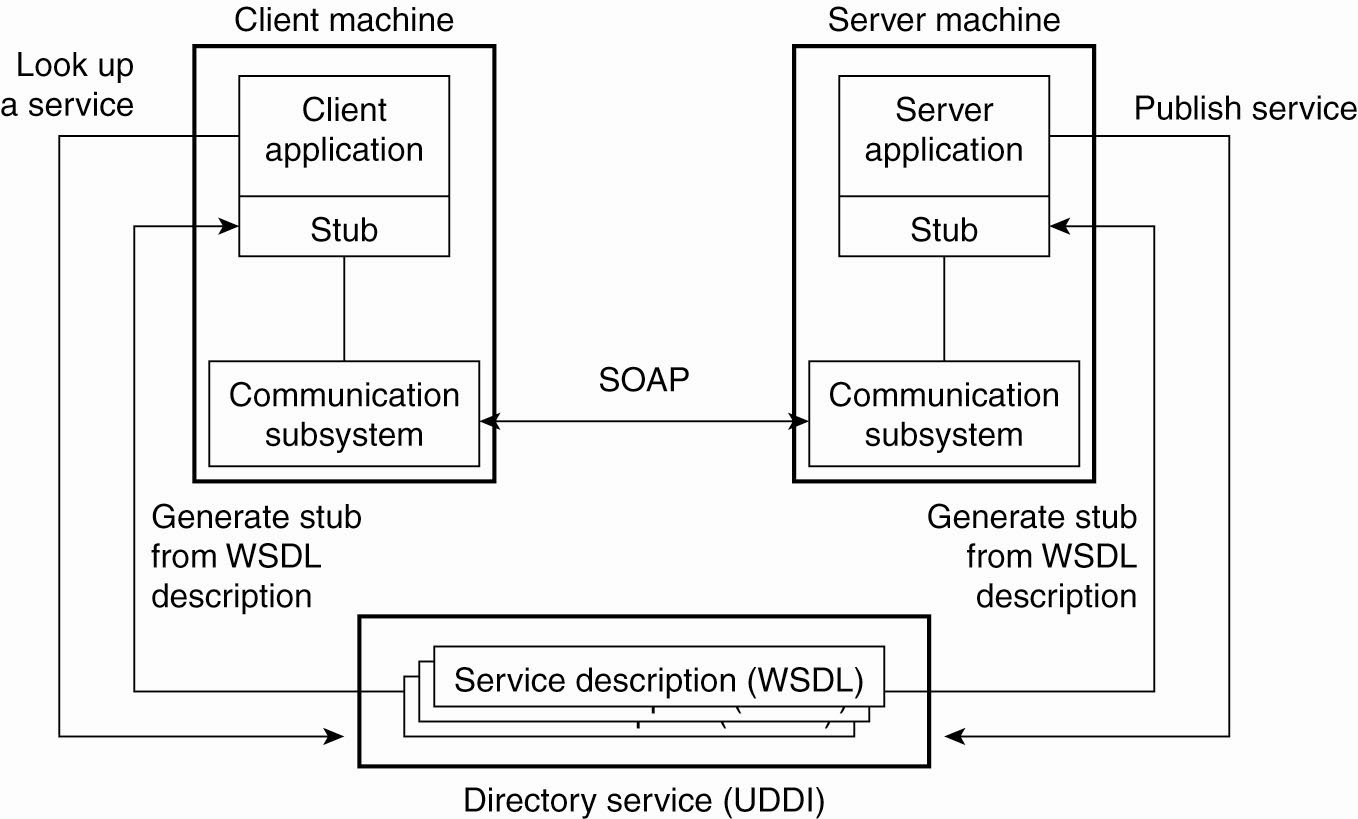 Client machine
Server machine
Look up
a service
Client
application
Server
application
Publish service
Stub
Stub
SOAP
Communication
subsystem
Communication
subsystem
Generate stub
from WSDL
description
Generate stub
from WSDL
description
Service description (WSDL)
Directory service (UDDI)